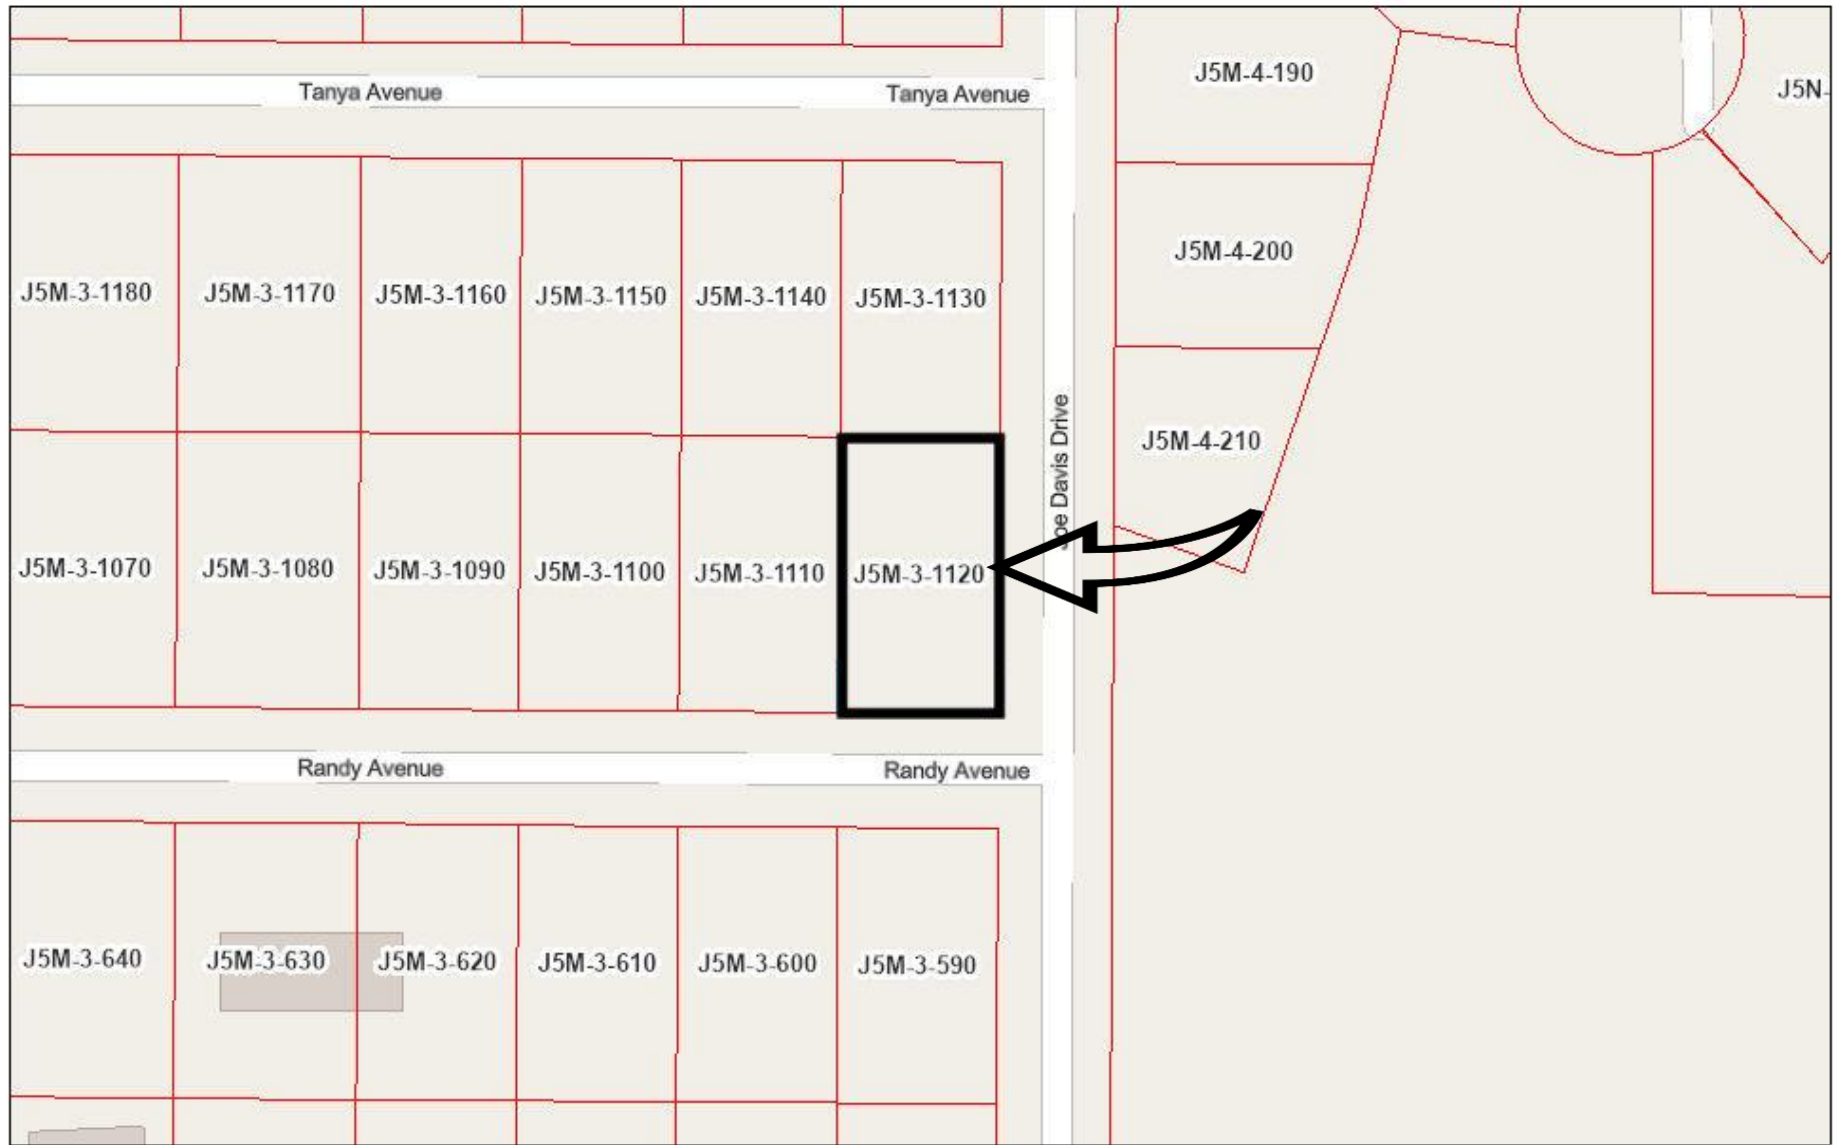 J5M-4-190
J5N-
Tanya Avenue
Tanya Avenue
J5M-4-200
J5M-3-1180
J5M-3-1170
J5M-3-1160
J5M-3-1150
J5M-3-1140
J5M-3-1130
Joe Davis Drive
J5M-4-210
J5M-3-1070
J5M-3-1080
J5M-3-1090
J5M-3-1100
J5M-3-1110
J5M-3-1120
Randy Avenue
Randy Avenue
J5M-3-640
J5M-3-630
J5M-3-620
J5M-3-610
J5M-3-600
J5M-3-590